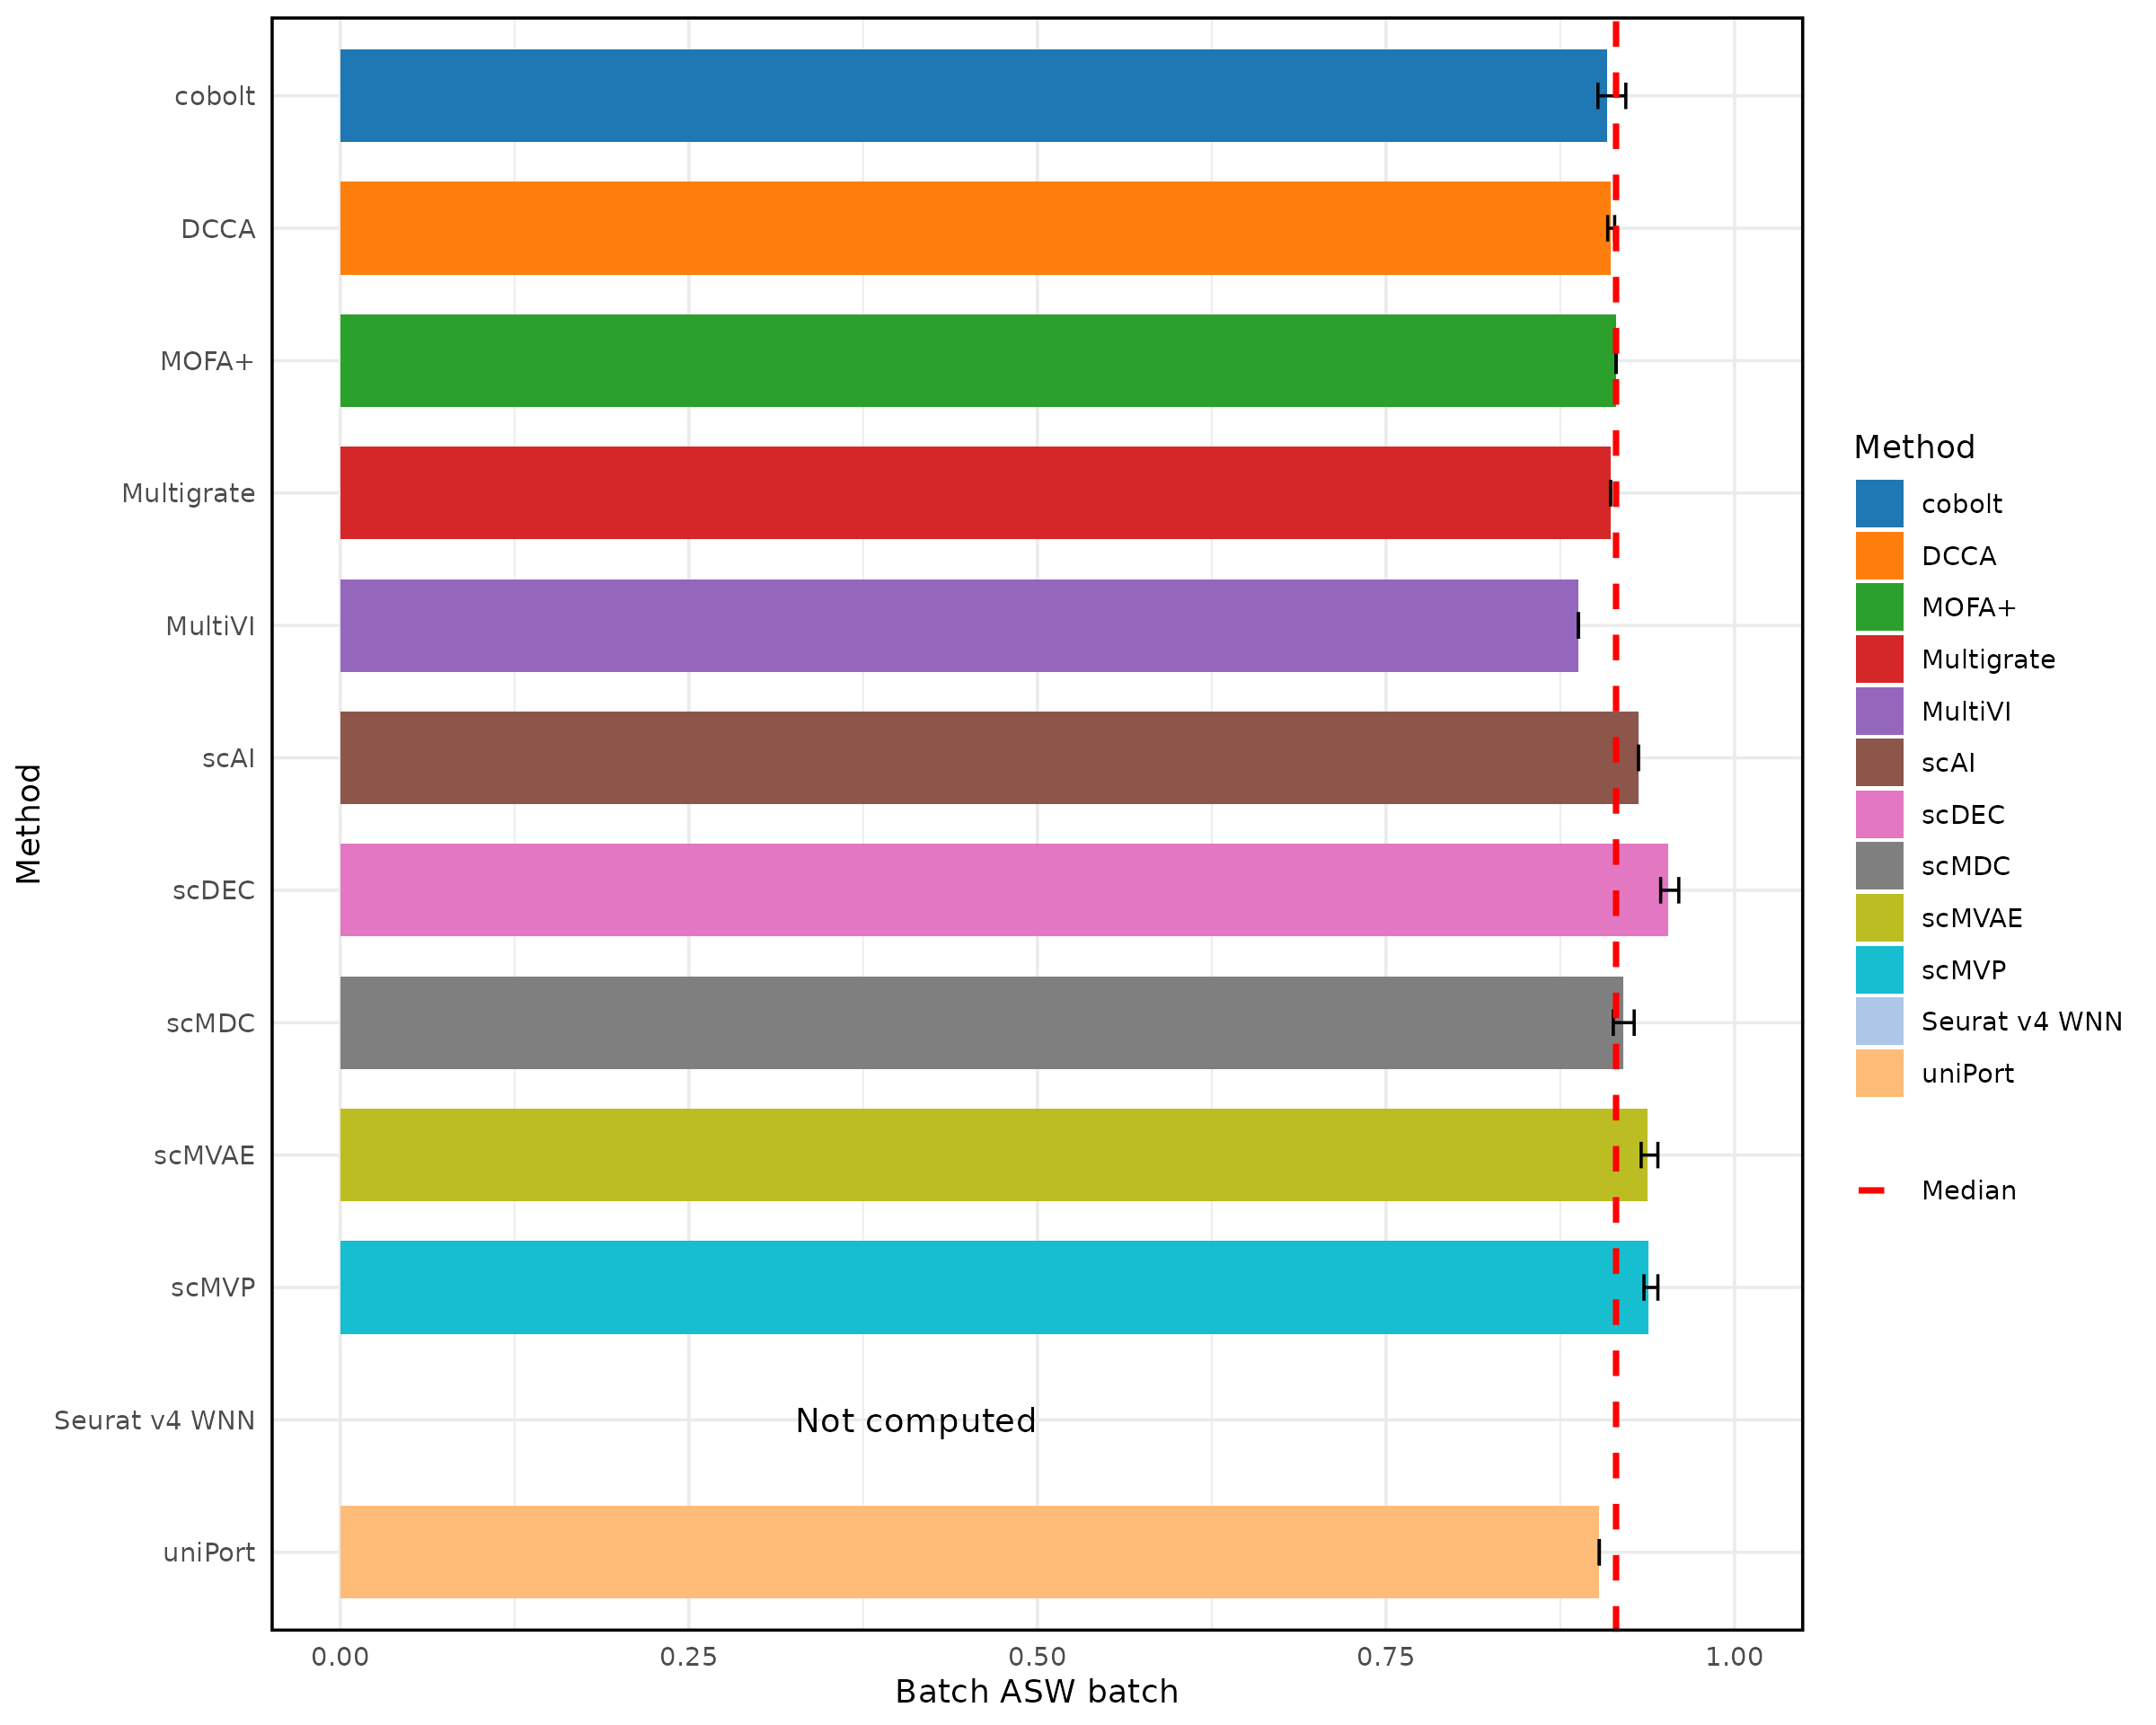 Method
cobolt
DCCA
MOFA+
Multigrate
MultiVI
scAI
scDEC
scMDC
scMVAE
scMVP
Seurat v4 WNN
uniPort
Not computed
0.00
0.25
0.50
0.75
1.00
Batch ASW batch
Method
cobolt
DCCA
MOFA+
Multigrate
MultiVI
scAI
scDEC
scMDC
scMVAE
scMVP
Seurat v4 WNN
uniPort
Median